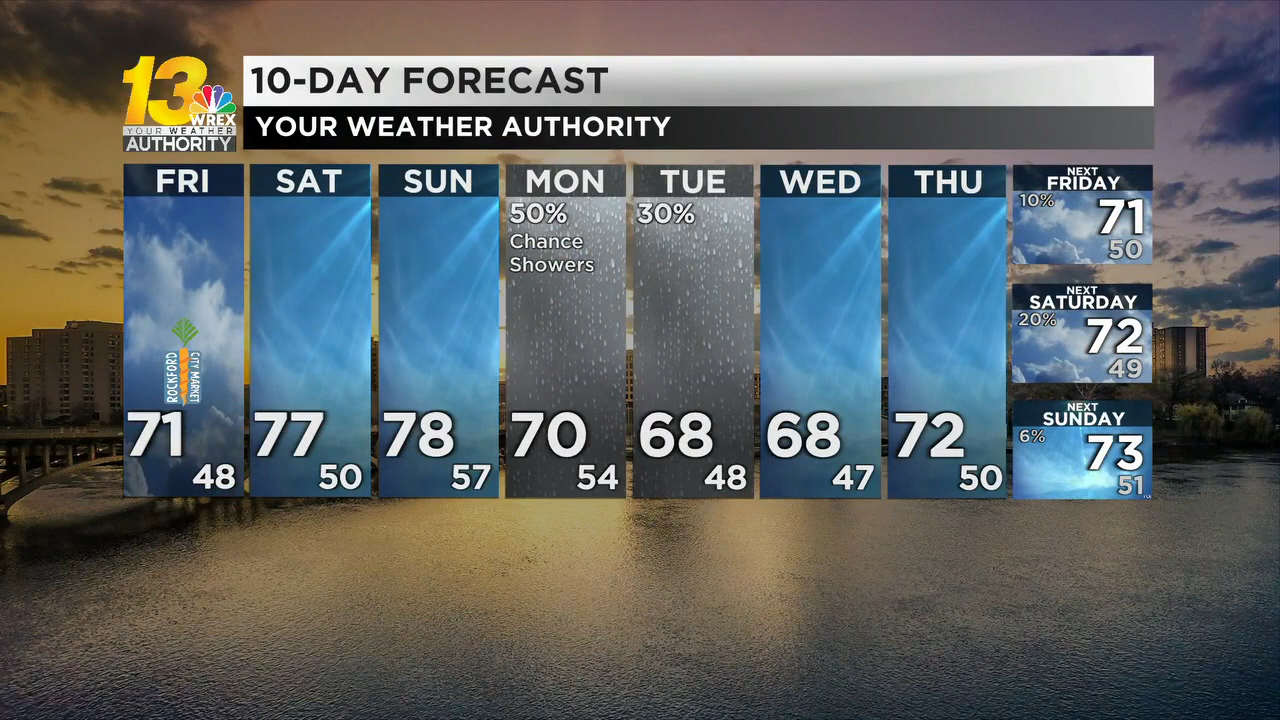 13
WREX
YOUR WEATHER
AUTHORITY
10-DAY FORECAST
YOUR WEATHER AUTHORITY
FRI
ROCKFORD
CITY MARKET
71
48
SAT
77
50
SUN
78
57
MON
50%
Chance
Showers
70
54
TUE
30%
68
48
WED
68
47
THU
72
50
NEXT
FRIDAY
10%
71
50
NEXT
SATURDAY
20%
72
49
NEXT
SUNDAY
6%
73
51